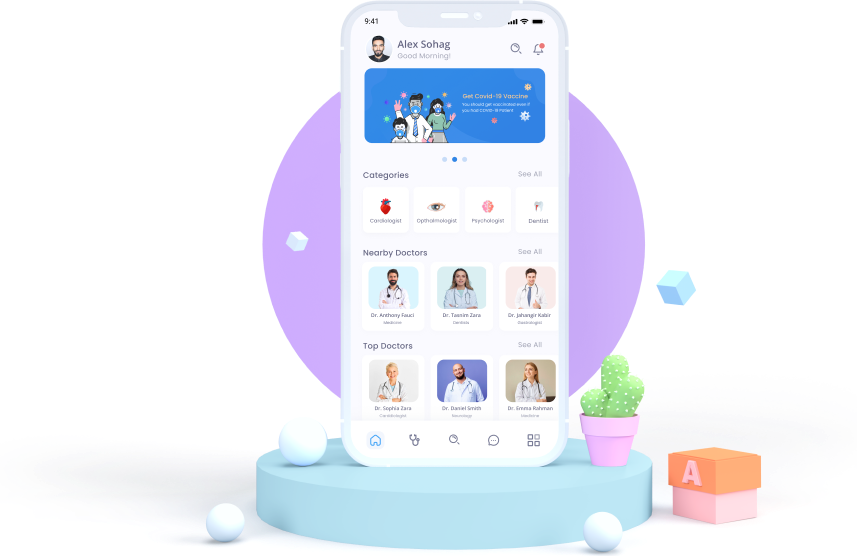 9:41
Alex Sohag
Good Morning!
Get Covid-19 Vaccine
You should get vaccinated even if
you had COVID-19 Patient
Categories
See All
Cardiologist
Opthalmologist
Psychologist
Dentist
Nearby Doctors
See All
Dr. Anthony Fauci
Medicine
Dr. Tasnim Zara
Dentists
Dr. Jahangir Kabir
Top Doctors
See All
Dr. Sophia Zara
Cardiologist
Dr. Daniel Smith
Neurology
Dr. Emma Rahman
Medicine
A